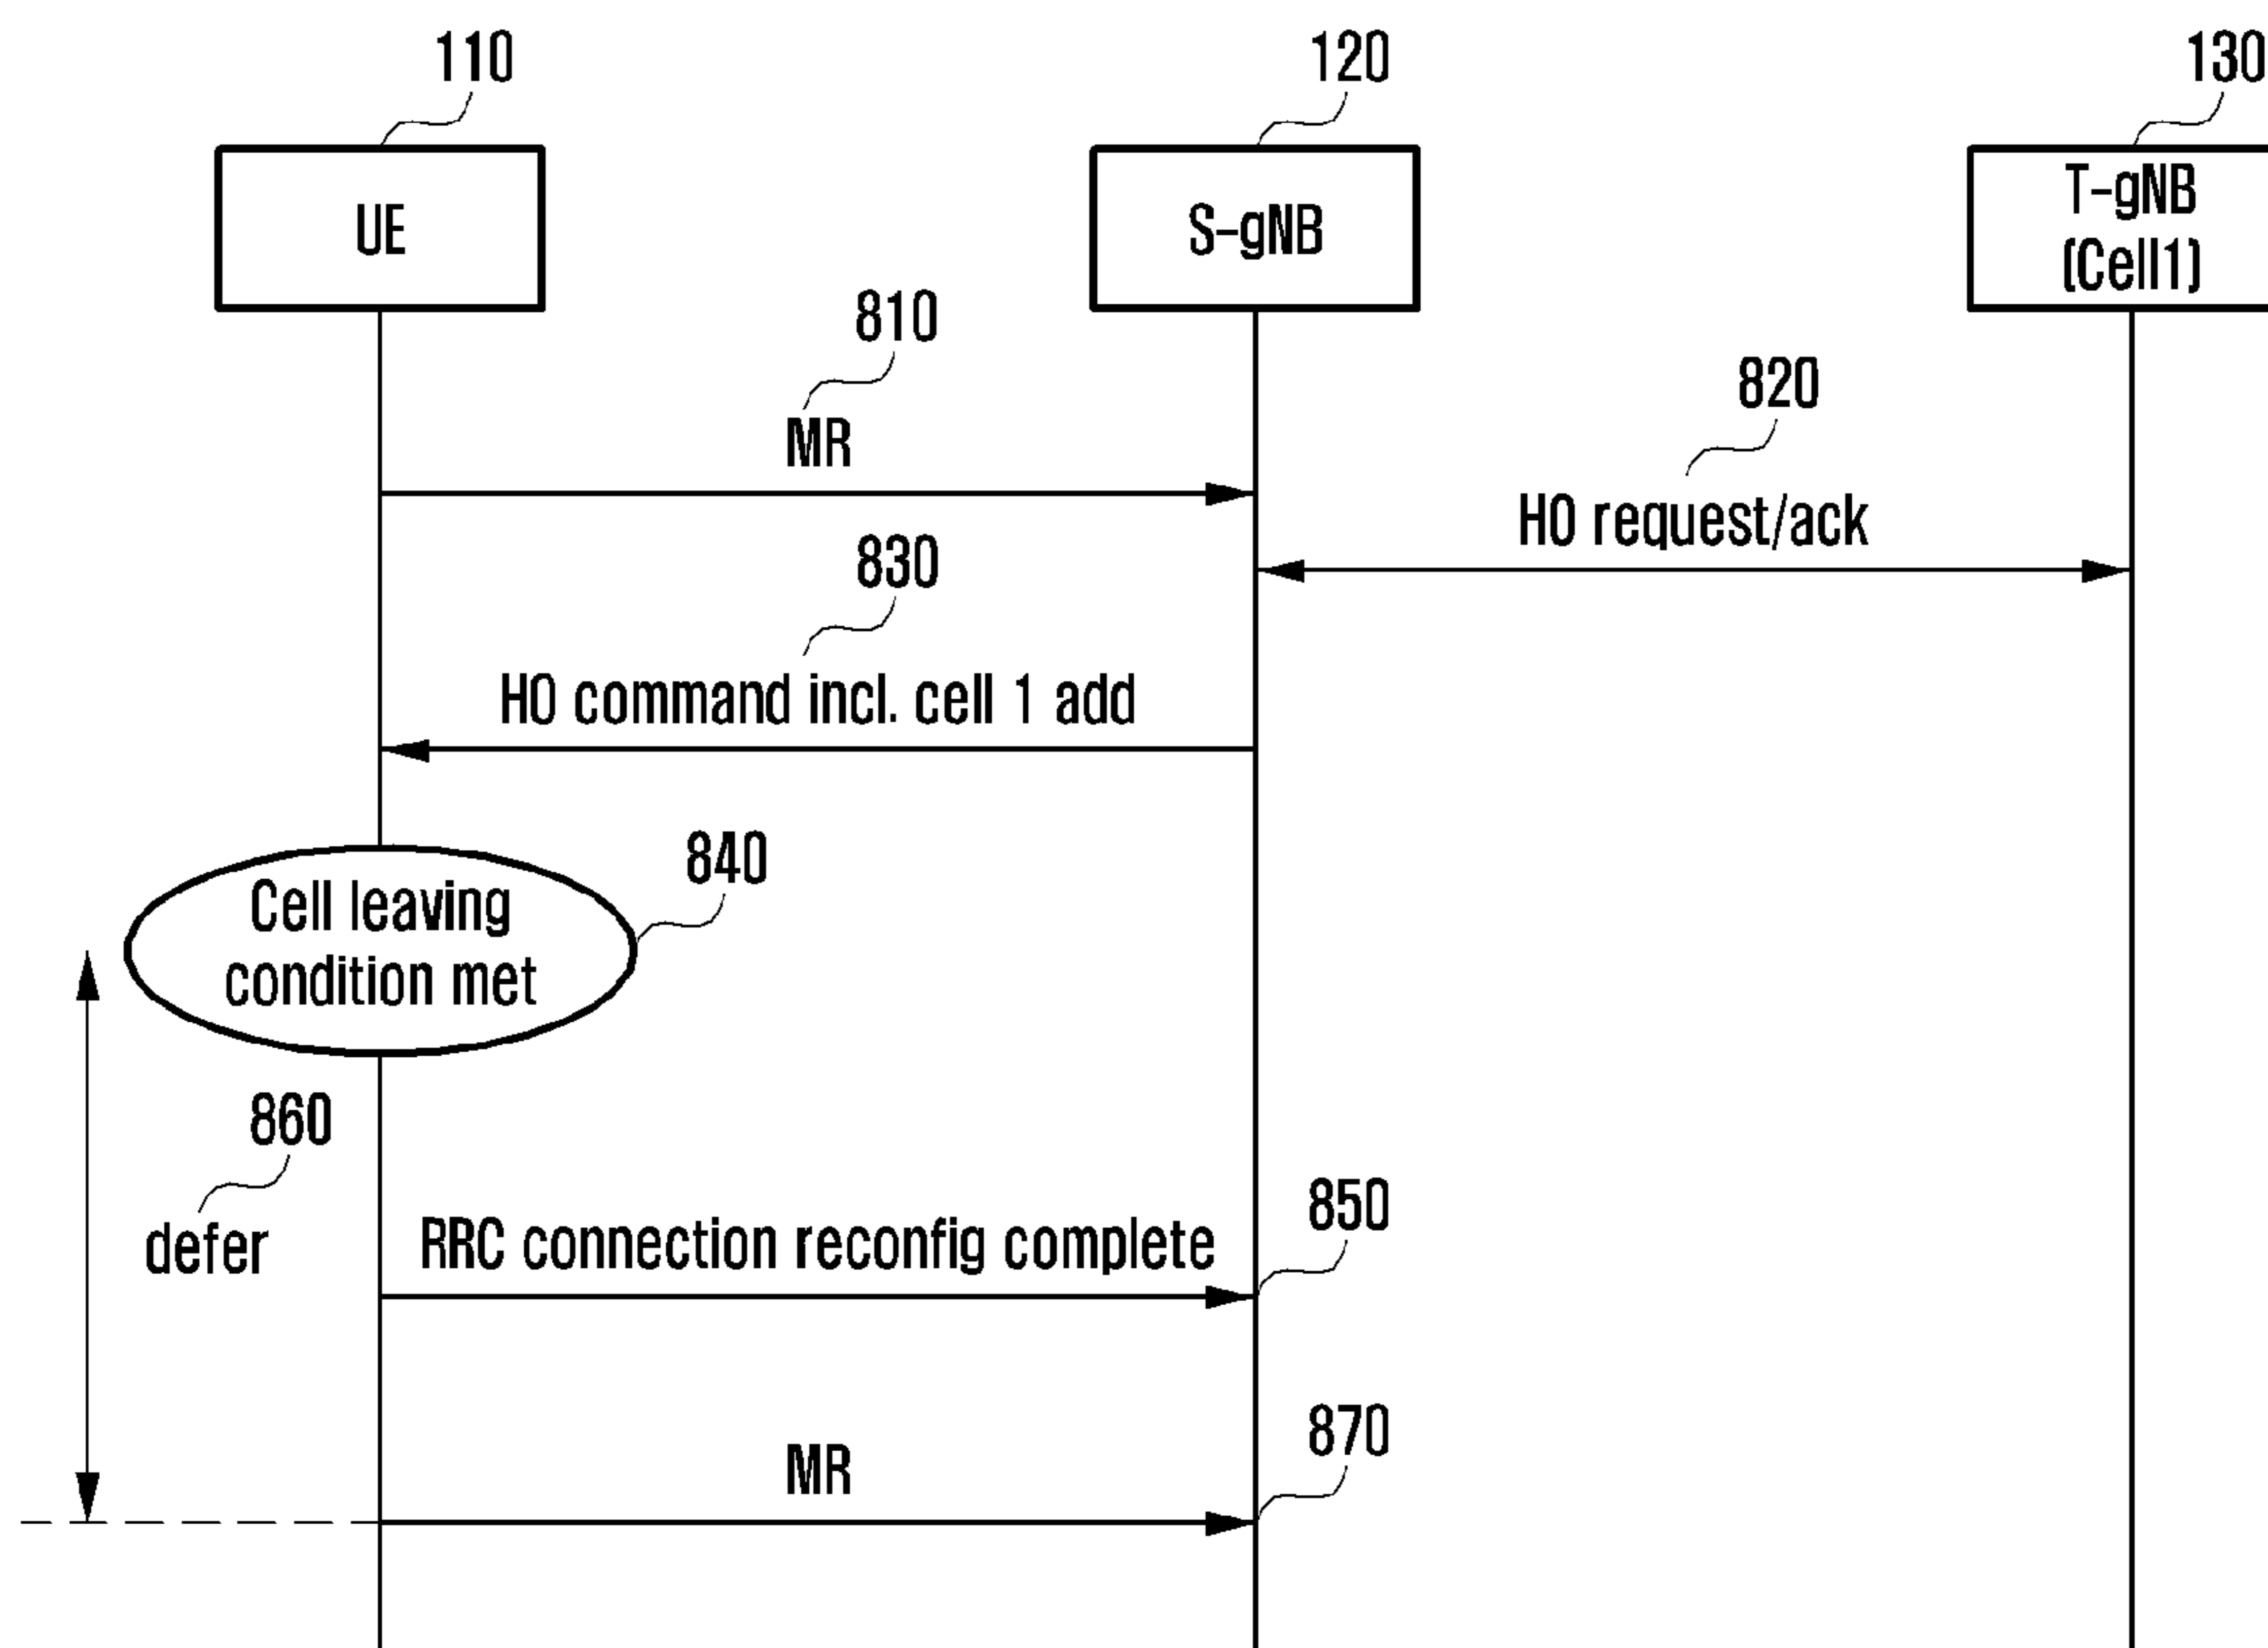 110
120
130
UE
S-gNB
T-gNB
(Cell1)
810
MR
820
HO request/ack
830
HO command incl. cell 1 add
840
Cell leaving
condition met
860
defer
850
RRC connection reconfig complete
870
MR